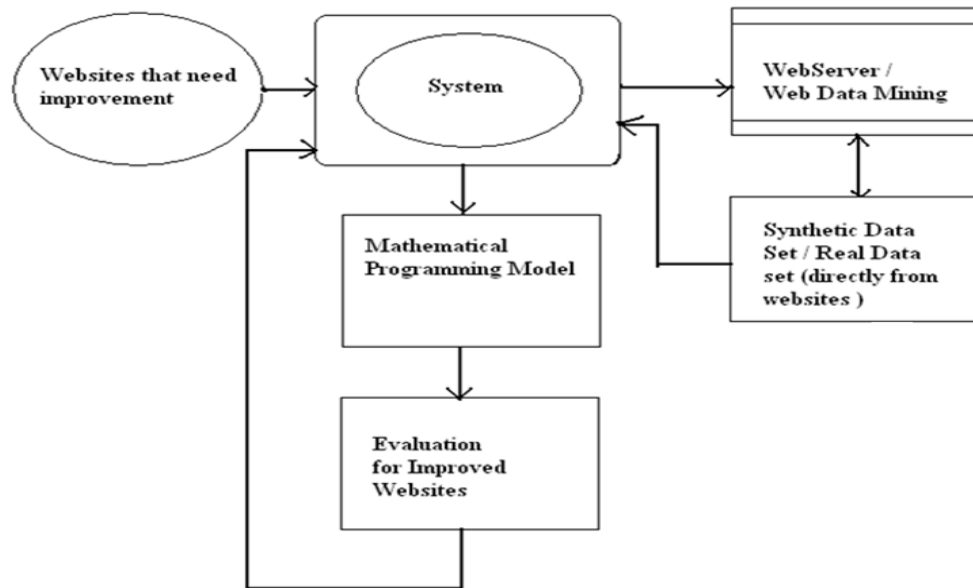 Websites that need
improvement
System
WebServer /
Web Data Mining
Mathematical
Programming Model
Synthetic Data
Set / Real Data
set (directly from
websites )
Evaluation
for Improved
Websites